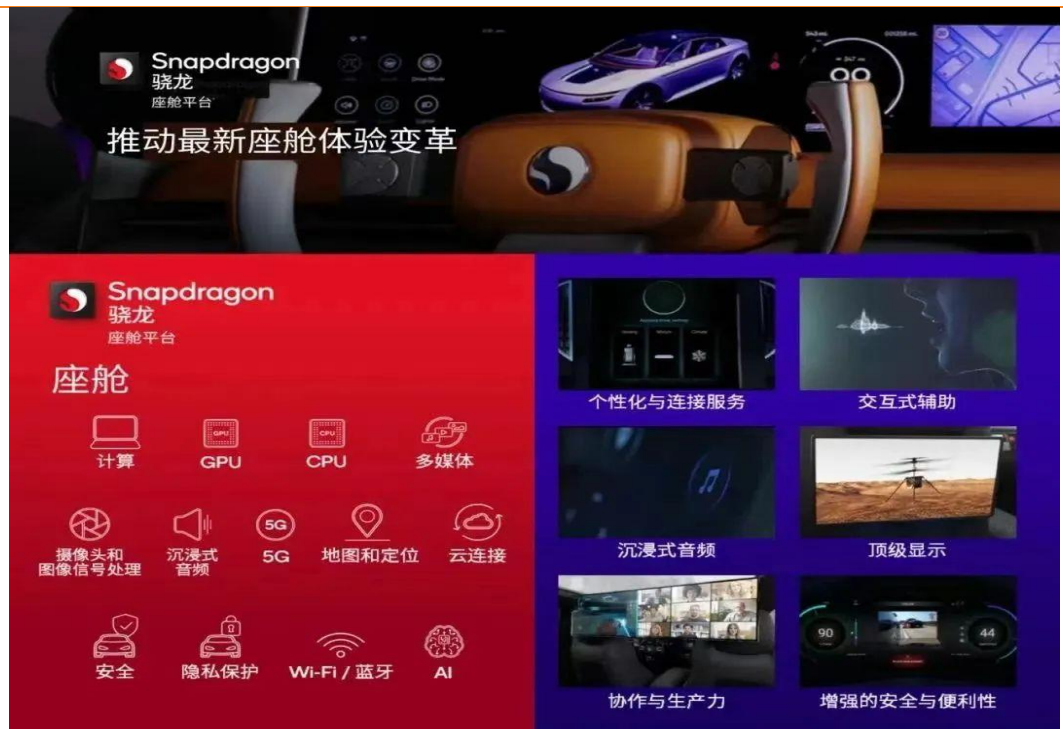 Snapdragon
骁龙
座舱平台
推动最新座舱体验变革
Snapdragon
骁龙
座舱平台
座舱
计算
GPU
GPU
CPU
CPU
多媒体
摄像头和
图像信号处理
沉浸式
音频
5G
5G
地图和定位
云连接
安全
隐私保护
Wi-Fi / 蓝牙
AI
个性化与连接服务
交互式辅助
沉浸式音频
顶级显示
协作与生产力
90
44
增强的安全与便利性